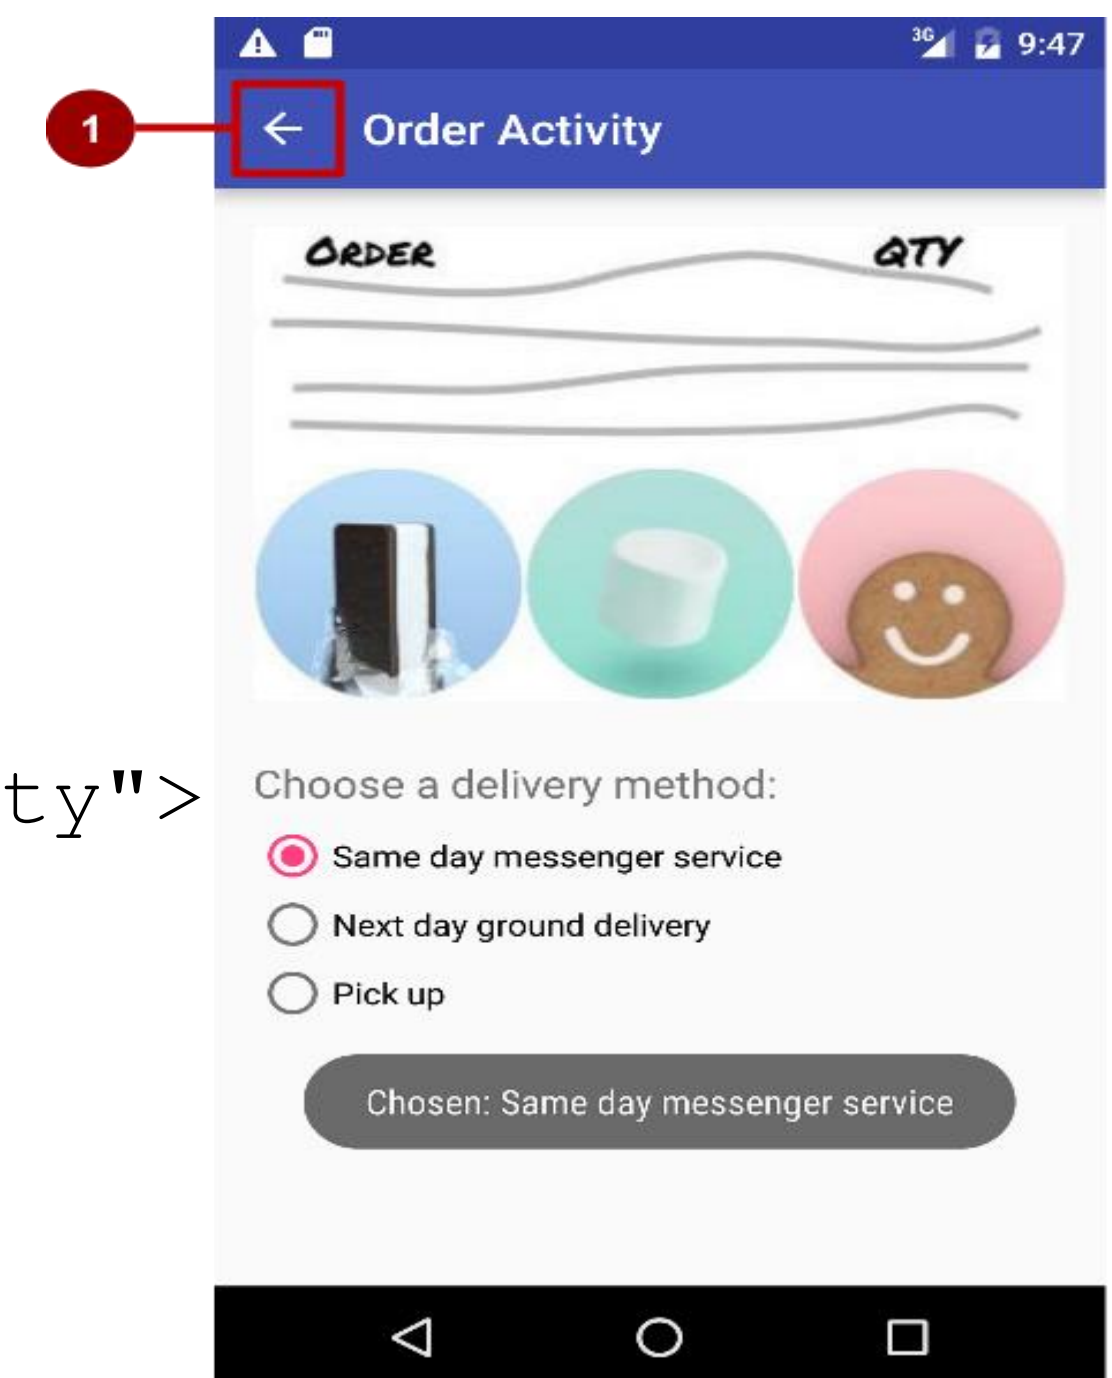 3G 9:47
1
Order Activity
ORDER QTY
ty">
Choose a delivery method:
Same day messenger service
Next day ground delivery
Pick up
Chosen: Same day messenger service